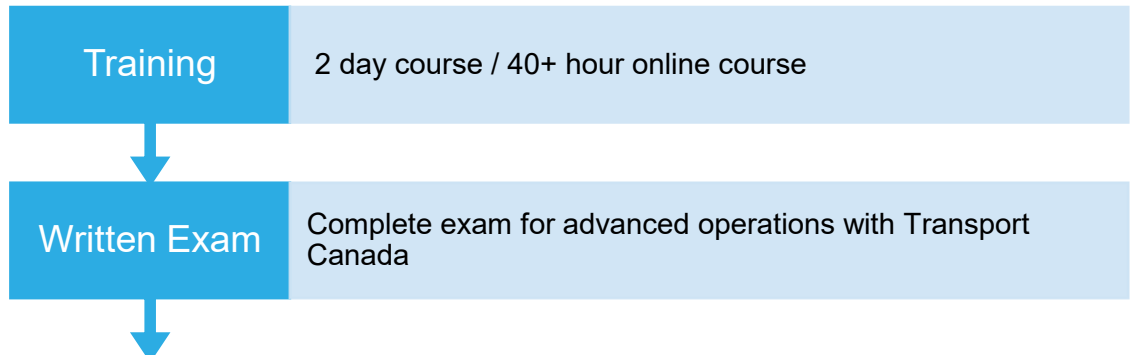 Training
2 day course / 40+ hour online course
Written Exam
Complete exam for advanced operations with Transport
Canada